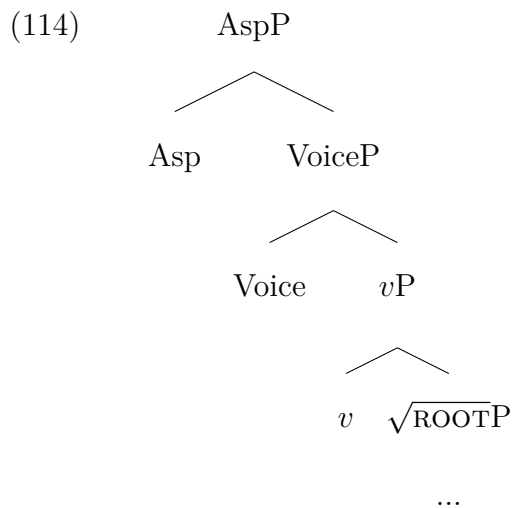 (114) AspP
Asp VoiceP
Voice vP
v √ROOTP
...